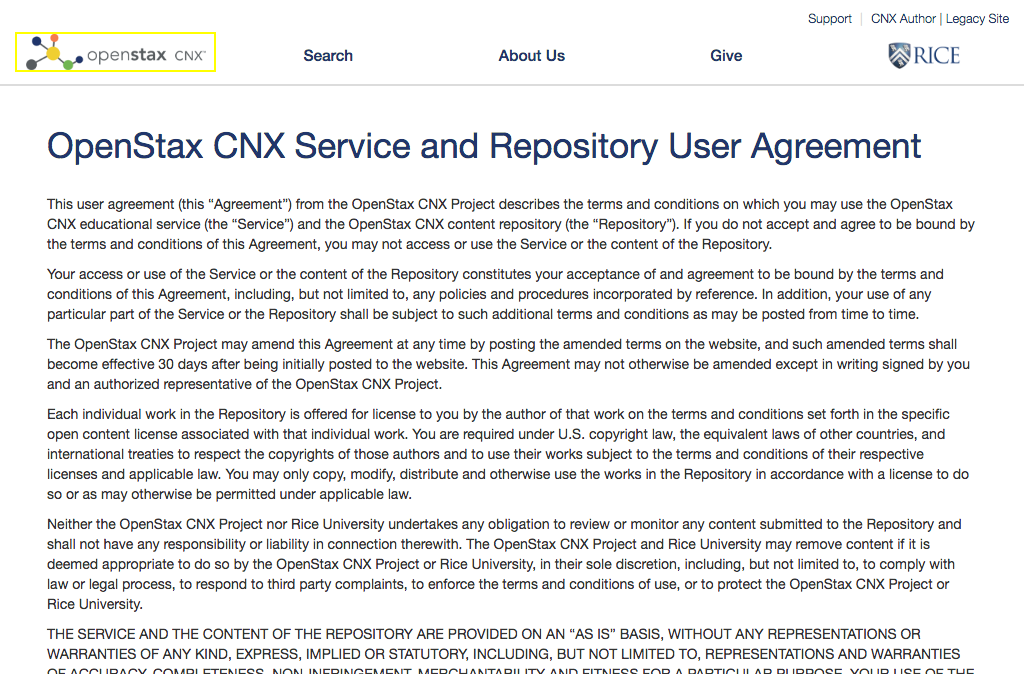 Support | CNX Author | Legacy Site
openstax CNX™ Search About Us Give RICE
OpenStax CNX Service and Repository User Agreement
This user agreement (this “Agreement”) from the OpenStax CNX Project describes the terms and conditions on which you may use the OpenStax
CNX educational service (the “Service”) and the OpenStax CNX content repository (the “Repository”). If you do not accept and agree to be bound by
the terms and conditions of this Agreement, you may not access or use the Service or the content of the Repository.
Your access or use of the Service or the content of the Repository constitutes your acceptance of and agreement to be bound by the terms and
conditions of this Agreement, including, but not limited to, any policies and procedures incorporated by reference. In addition, your use of any
particular part of the Service or the Repository shall be subject to such additional terms and conditions as may be posted from time to time.
The OpenStax CNX Project may amend this Agreement at any time by posting the amended terms on the website, and such amended terms shall
become effective 30 days after being initially posted to the website. This Agreement may not otherwise be amended except in writing signed by you
and an authorized representative of the OpenStax CNX Project.
Each individual work in the Repository is offered for license to you by the author of that work on the terms and conditions set forth in the specific
open content license associated with that individual work. You are required under U.S. copyright law, the equivalent laws of other countries, and
international treaties to respect the copyrights of those authors and to use their works subject to the terms and conditions of their respective
licenses and applicable law. You may only copy, modify, distribute and otherwise use the works in the Repository in accordance with a license to do
so or as may otherwise be permitted under applicable law.
Neither the OpenStax CNX Project nor Rice University undertakes any obligation to review or monitor any content submitted to the Repository and
shall not have any responsibility or liability in connection therewith. The OpenStax CNX Project and Rice University may remove content if it is
deemed appropriate to do so by the OpenStax CNX Project or Rice University, in their sole discretion, including, but not limited to, to comply with
law or legal process, to respond to third party complaints, to enforce the terms and conditions of use, or to protect the OpenStax CNX Project or
Rice University.
THE SERVICE AND THE CONTENT OF THE REPOSITORY ARE PROVIDED ON AN “AS IS” BASIS, WITHOUT ANY REPRESENTATIONS OR
WARRANTIES OF ANY KIND, EXPRESS, IMPLIED OR STATUTORY, INCLUDING, BUT NOT LIMITED TO, REPRESENTATIONS AND WARRANTIES
OF ACCURACY, COMPLETENESS, NON-INFRINGEMENT, MERCHANTABILITY AND FITNESS FOR A PARTICULAR PURPOSE. YOUR USE OF THE